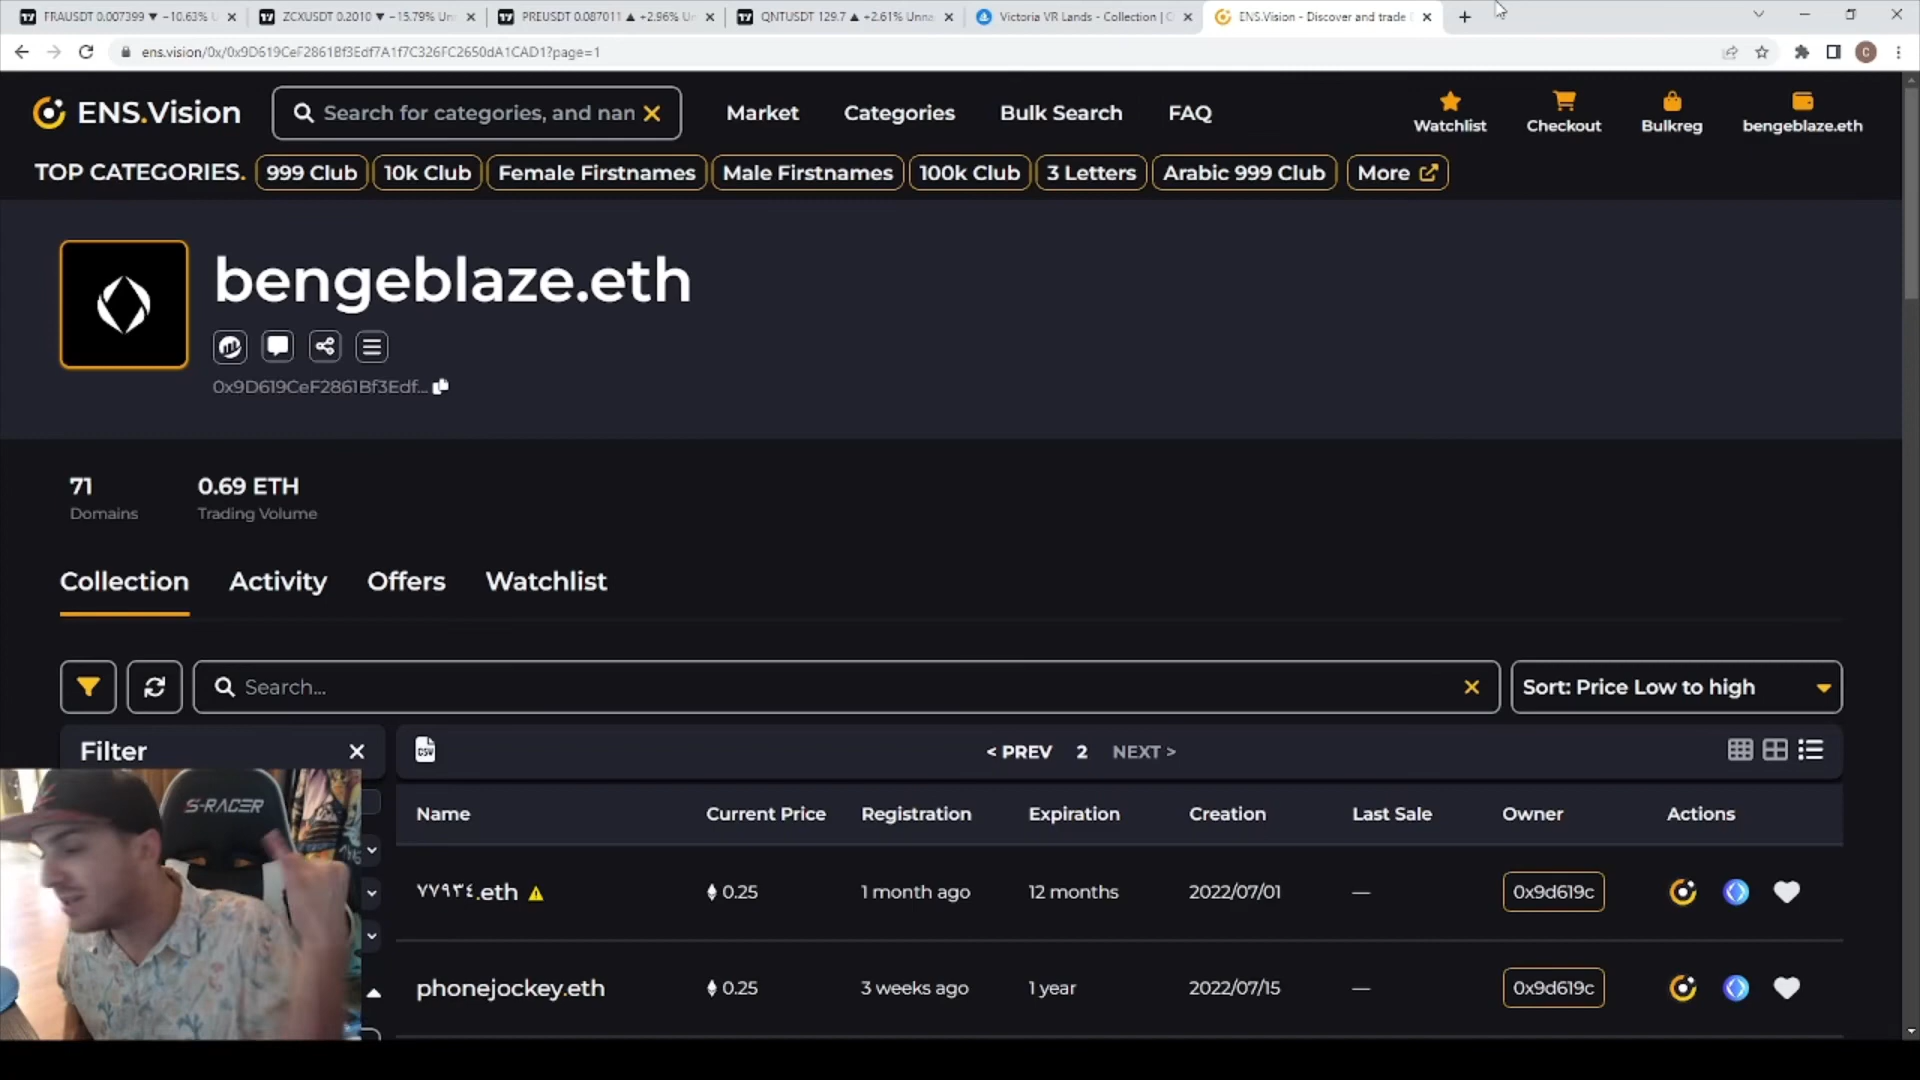 FRAUSDT 0.007399 ▼ −10.63%
ZCXUSDT 0.2010 ▼ −15.79% Un
PREUSDT 0.087011 ▲ +2.96% Un
QNTUSDT 129.7 ▲ +2.61% Unna
Victoria VR Lands - Collection |
ENS.Vision - Discover and trade
ens.vision/0x/0x9D619CeF2861Bf3Edf7A1f7C326FC2650dA1CAD1?page=1
C
ENS.Vision
Search for categories, and nan
Market
Categories
Bulk Search
FAQ
Watchlist
Checkout
Bulkreg
bengeblaze.eth
TOP CATEGORIES.
999 Club
10k Club
Female Firstnames
Male Firstnames
100k Club
3 Letters
Arabic 999 Club
More
bengeblaze.eth
0x9D619CeF2861Bf3Edf...
71
0.69 ETH
Domains
Trading Volume
Collection
Activity
Offers
Watchlist
Search...
Sort: Price Low to high
Filter
CSV
< PREV 2 NEXT >
Name Current Price Registration Expiration Creation Last Sale Owner Actions
٧٧٩٣٤.eth 0.25 1 month ago 12 months 2022/07/01 — 0x9d619c
phonejockey.eth 0.25 3 weeks ago 1 year 2022/07/15 — 0x9d619c
S-RACER